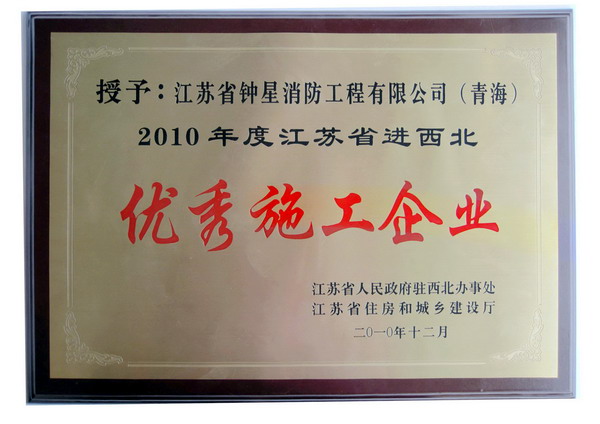 授予：江苏省钟星消防工程有限公司（青海）
2010年度江苏省进西北
优秀施工企业
江苏省人民政府驻西北办事处
江苏省住房和城乡建设厅
二〇一〇年十二月